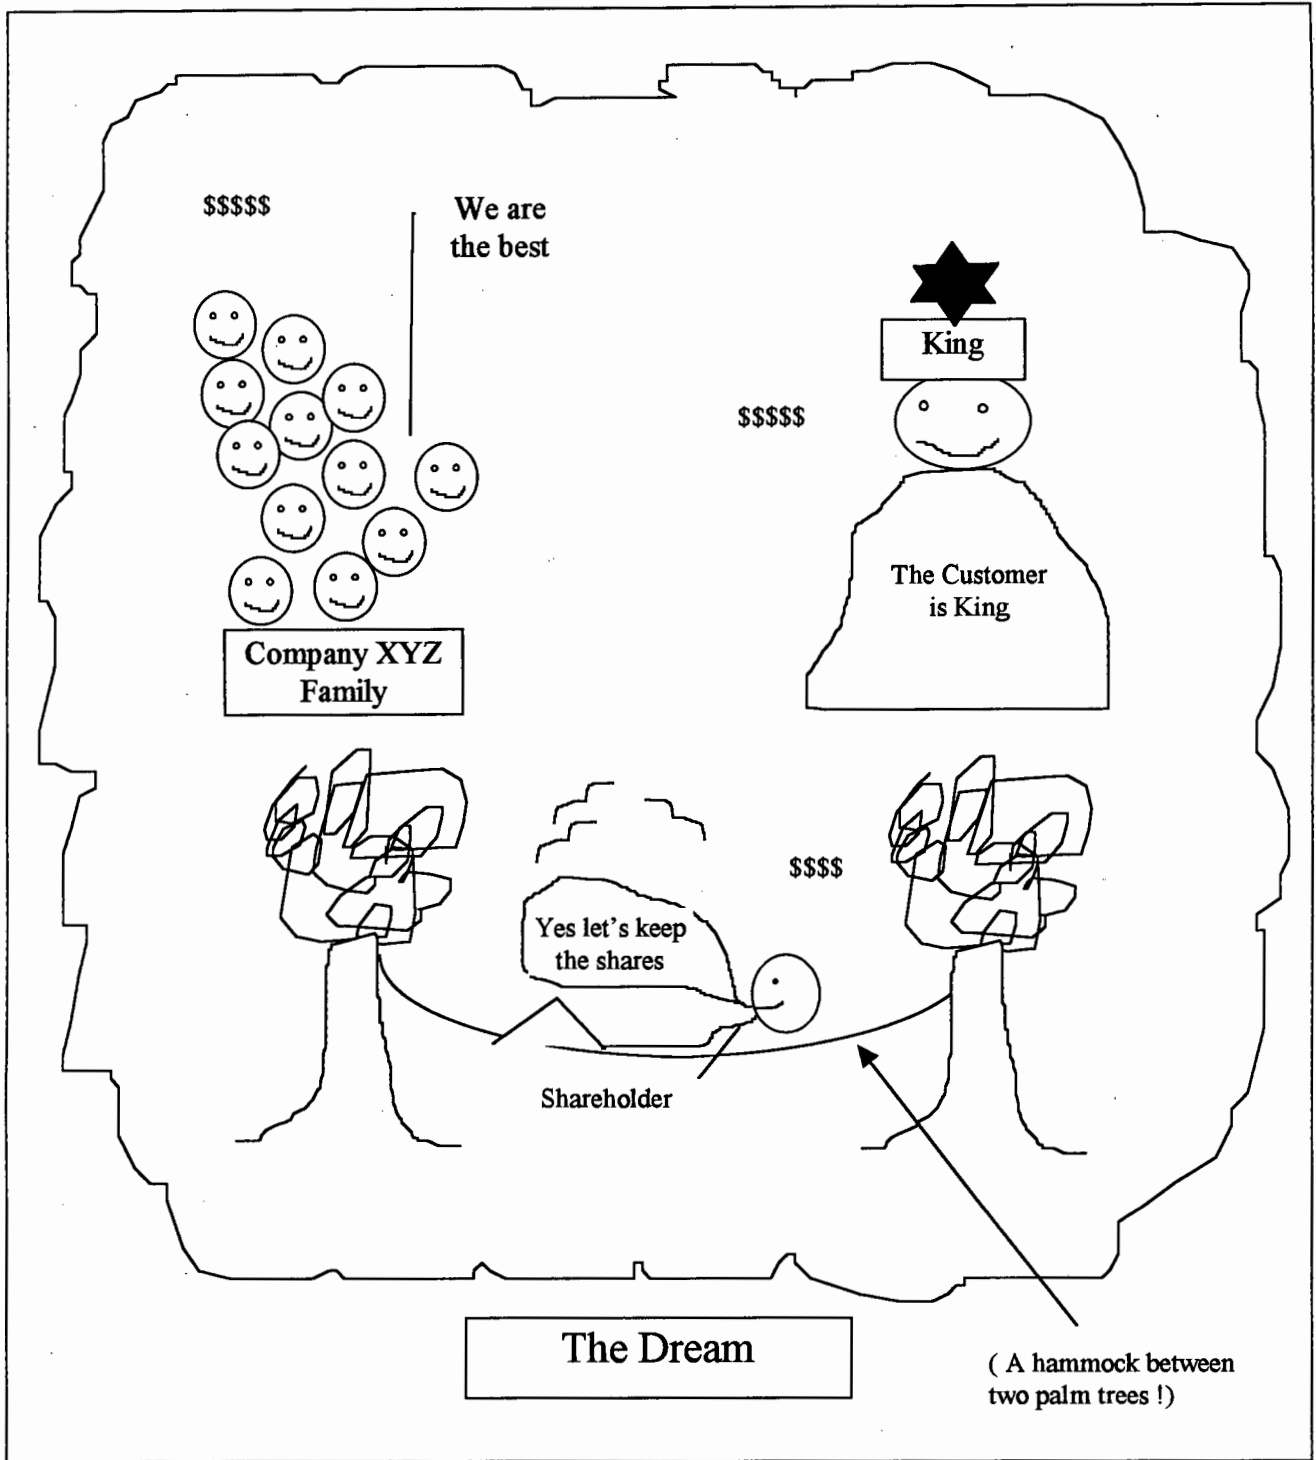 $$$$$
We are
the best
King
$$$$$
The Customer
is King
Company XYZ
Family
$$$$
Yes let's keep
the shares
Shareholder
The Dream
( A hammock between
two palm trees !)